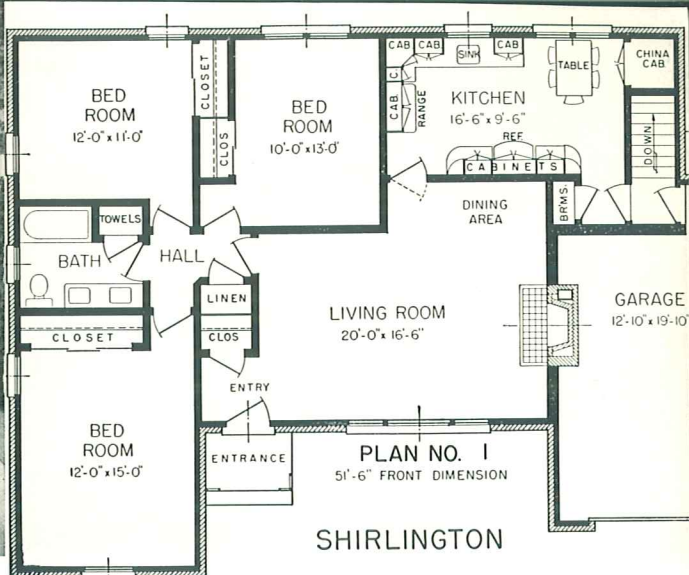 CAB
CAB
SINK
CAB
CHINA
CAB.
TABLE
CLOSET
C
CAB.
RANGE
BED
ROOM
12'-0" x 11'-0"
BED
ROOM
10'-0" x 13'-0"
CLOS
KITCHEN
16'-6" x 9'-6"
REF.
CABINETS
DOWN
TOWELS
BATH
HALL
DINING
AREA
BR'MS.
LINEN
CLOS
LIVING ROOM
20'-0" x 16'-6"
GARAGE
12'-10" x 19'-10"
CLOSET
ENTRY
BED
ROOM
12'-0" x 15'-0"
ENTRANCE
PLAN NO. 1
51'-6" FRONT DIMENSION
SHIRLINGTON